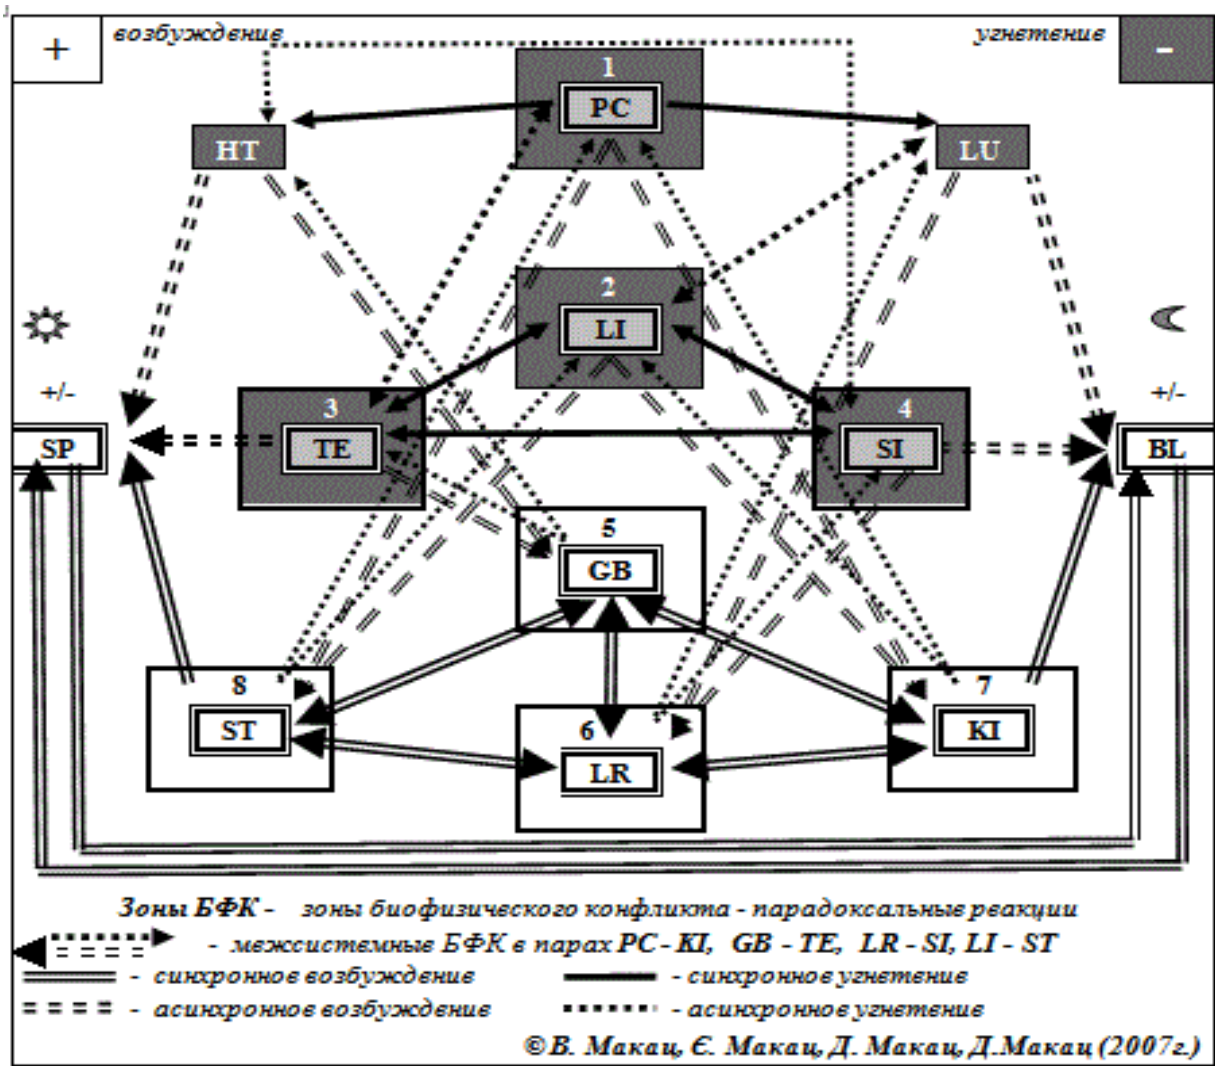 + возбуждение угнетение -
1
PC
HT LU
2
LI
+/- +/-
3 4
SP TE SI BL
5
GB
8 7
ST 6 KI
LR
Зоны БФК - зоны биофизического конфликта - парадоксальные реакции
- межсистемные БФК в парах PC - KI, GB - TE, LR - SI, LI - ST
- синхронное возбуждение - синхронное угнетение
- асинхронное возбуждение - асинхронное угнетение
© В. Макац, Є. Макац, Д. Макац, Д.Макац (2007г.)